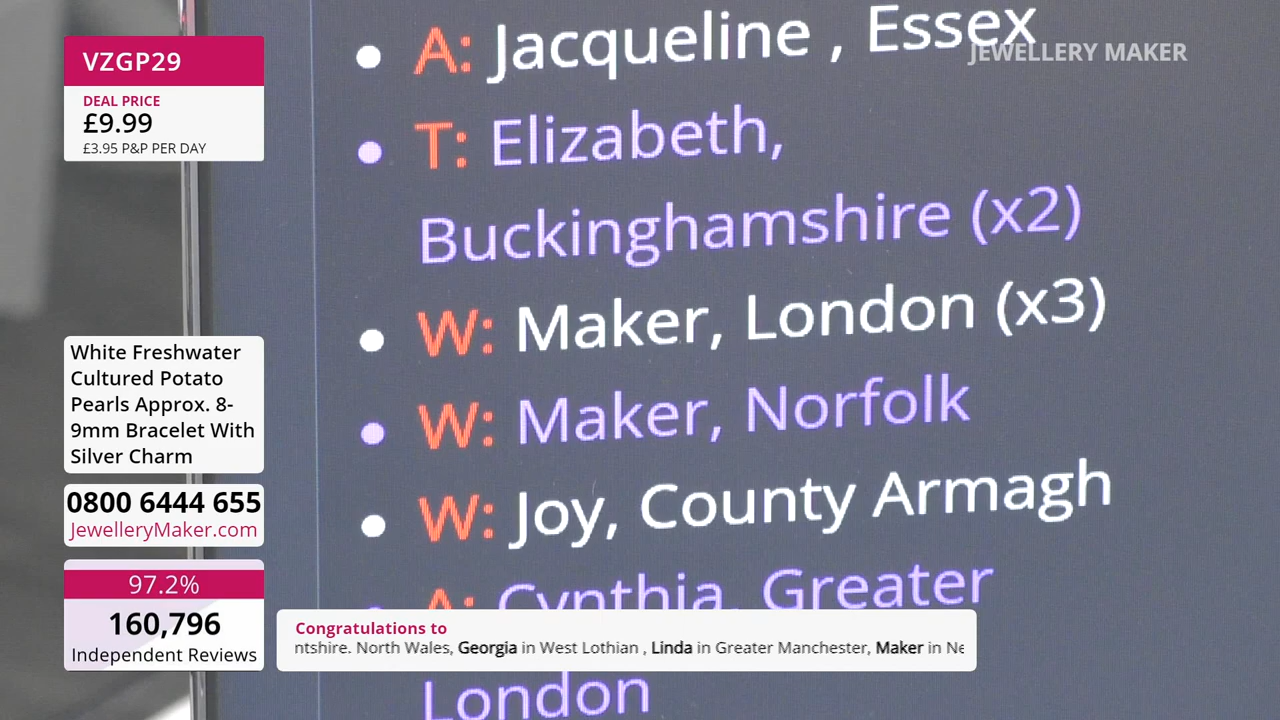 VZGP29
DEAL PRICE
£9.99
£3.95 P&P PER DAY
JEWELLERY MAKER
• A: Jacqueline , Essex
• T: Elizabeth,
Buckinghamshire (x2)
• W: Maker, London (x3)
• W: Maker, Norfolk
• W: Joy, County Armagh
• A: Cynthia, Greater
London
White Freshwater
Cultured Potato
Pearls Approx. 8-
9mm Bracelet With
Silver Charm
0800 6444 655
JewelleryMaker.com
97.2%
160,796
Independent Reviews
Congratulations to
ntshire. North Wales, Georgia in West Lothian , Linda in Greater Manchester, Maker in Ne